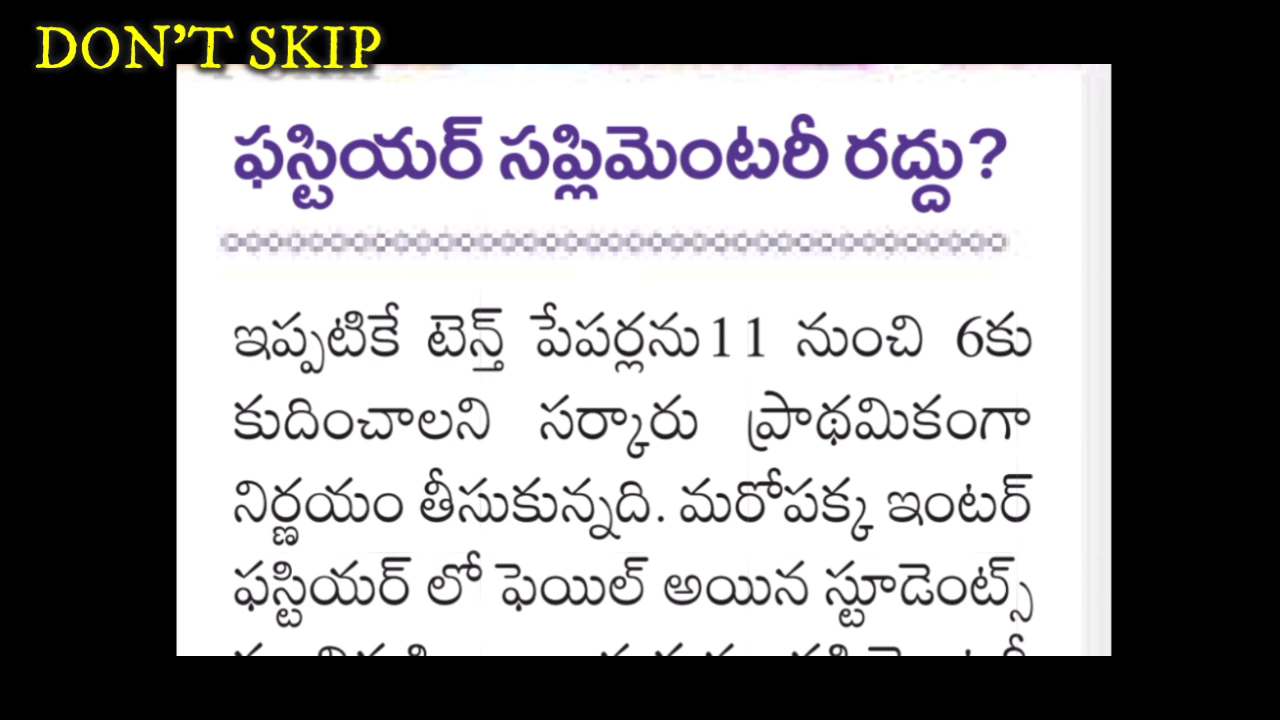 DON'T SKIP
ఫస్టియర్ సప్లిమెంటరీ రద్దు?
ఇప్పటికే టెన్త్ పేపర్లను 11 నుంచి 6కు
కుదించాలని సర్కారు ప్రాథమికంగా
నిర్ణయం తీసుకున్నది. మరోపక్క ఇంటర్
ఫస్టియర్ లో ఫెయిల్ అయిన స్టూడెంట్స్